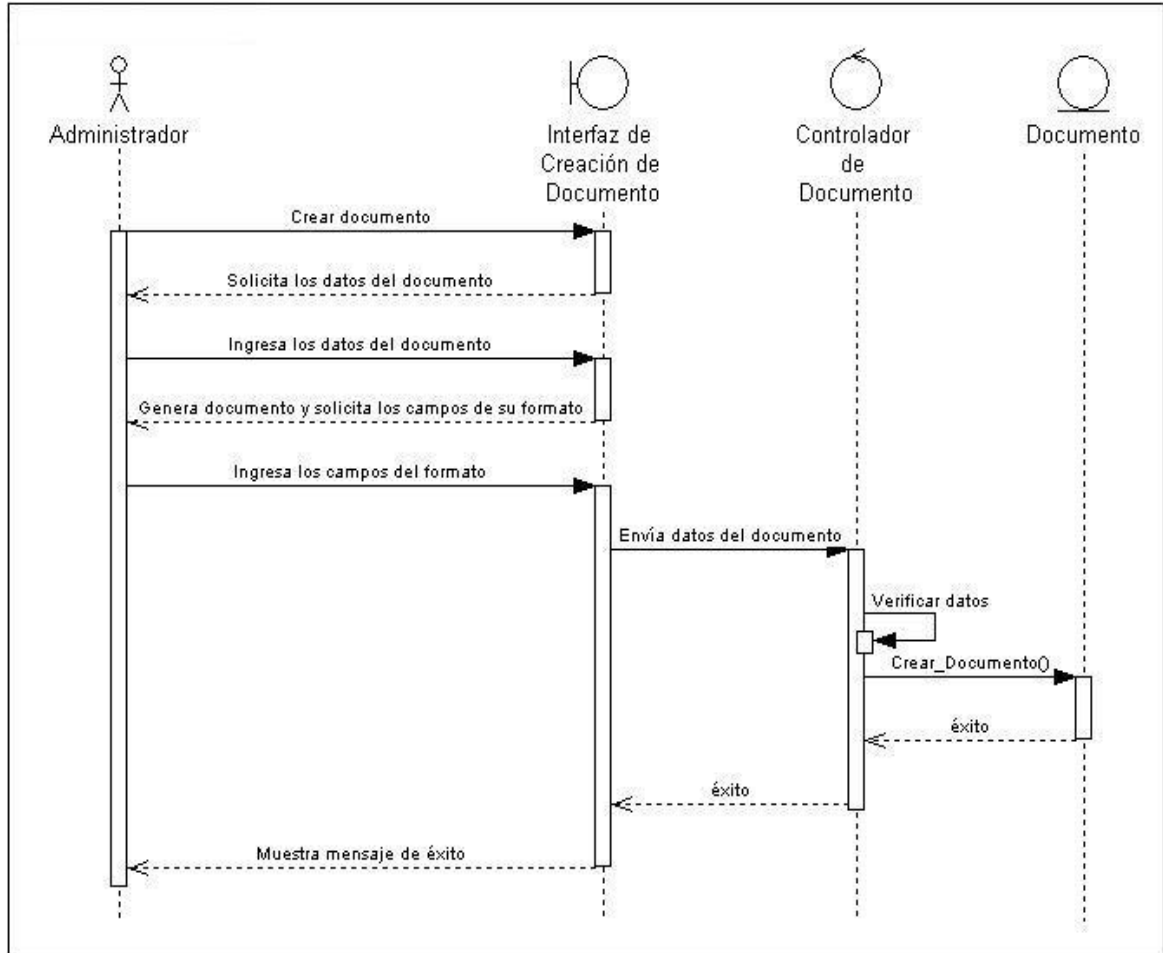 Administrador
Interfaz de
Creación de
Documento
Controlador
de
Documento
Documento
Crear documento
Solicita los datos del documento
Ingresa los datos del documento
Genera documento y solicita los campos de su formato
Ingresa los campos del formato
Envía datos del documento
Verificar datos
Crear_Documento()
éxito
éxito
Muestra mensaje de éxito